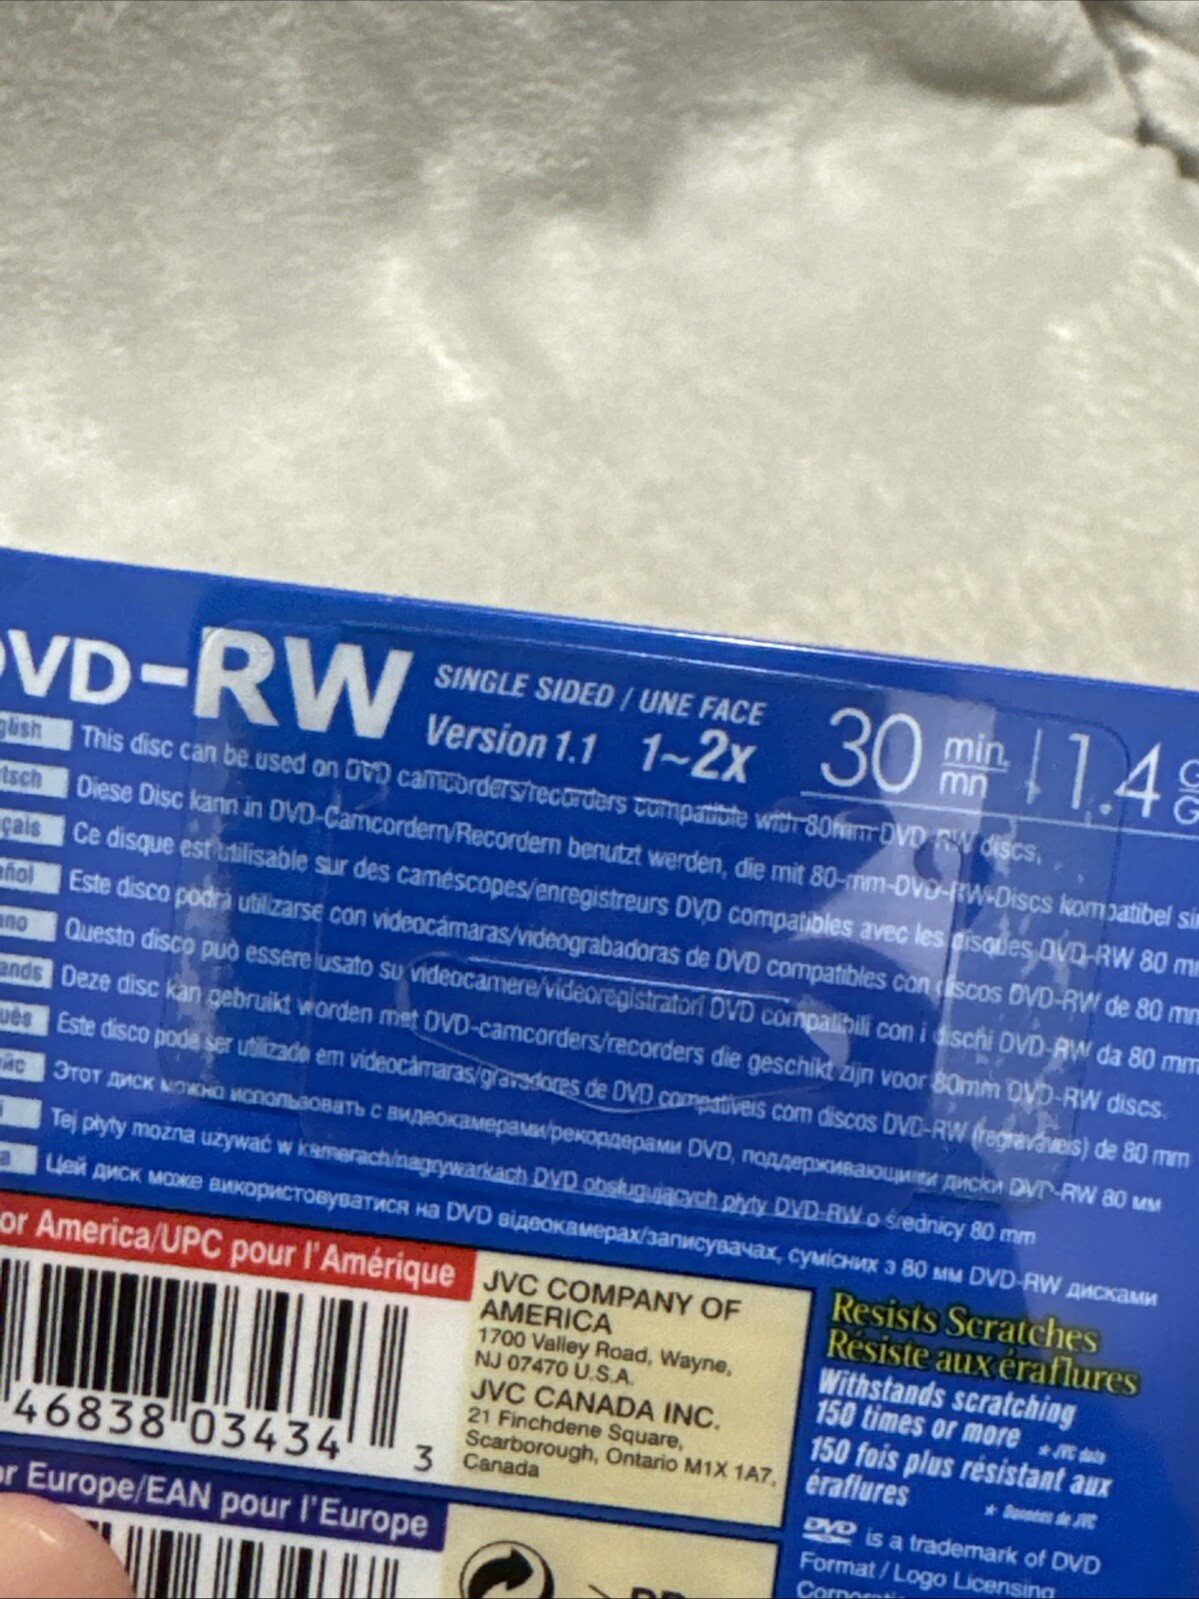 DVD-RW SINGLE SIDED / UNE FACE
Version 1.1 1~2x 30 min. mn 1.4
This disc can be used on DVD camcorders/recorders compatible with 80mm DVD-RW discs.
Diese Disc kann in DVD-Camcordern/Recordern benutzt werden, die mit 80-mm-DVD-RW-Discs kompatibel
Ce disque est utilisable sur des caméscopes/enregistreurs DVD compatibles avec les disques DVD-RW 80
Este disco podrá utilizarse con videocámaras/videograbadoras de DVD compatibles con discos DVD-RW de 80 mm
Questo disco può essere usato su videocamere/videoregistratori DVD compatibili con i dischi DVD-RW da 80 mm
Deze disc kan gebruikt worden met DVD-camcorders/recorders die geschikt zijn voor 80mm DVD-RW discs.
Este disco pode ser utilizado em videocâmaras/gravadores de DVD compatíveis com discos DVD-RW (regraváveis) de 80 mm
Этот диск можно использовать с видеокамерами/рекордерами DVD, поддерживающими диски DVD-RW 80 мм
Tej płyty można używać w kamerach/nagrywarkach DVD obsługujących płyty DVD-RW o średnicy 80 mm
Цей диск може використовуватися на DVD відеокамерах/записувачах, сумісних з 80 мм DVD-RW дисками
or America/UPC pour l'Amérique
46838 03434 3
or Europe/EAN pour l'Europe
JVC COMPANY OF
AMERICA
1700 Valley Road, Wayne,
NJ 07470 U.S.A.
JVC CANADA INC.
21 Finchdene Square,
Scarborough, Ontario M1X 1A7,
Canada
Resists Scratches
Résiste aux éraflures
Withstands scratching
150 times or more * JVC data
150 fois plus résistant aux
éraflures
* Données de JVC
DVD is a trademark of DVD
Format / Logo Licensing